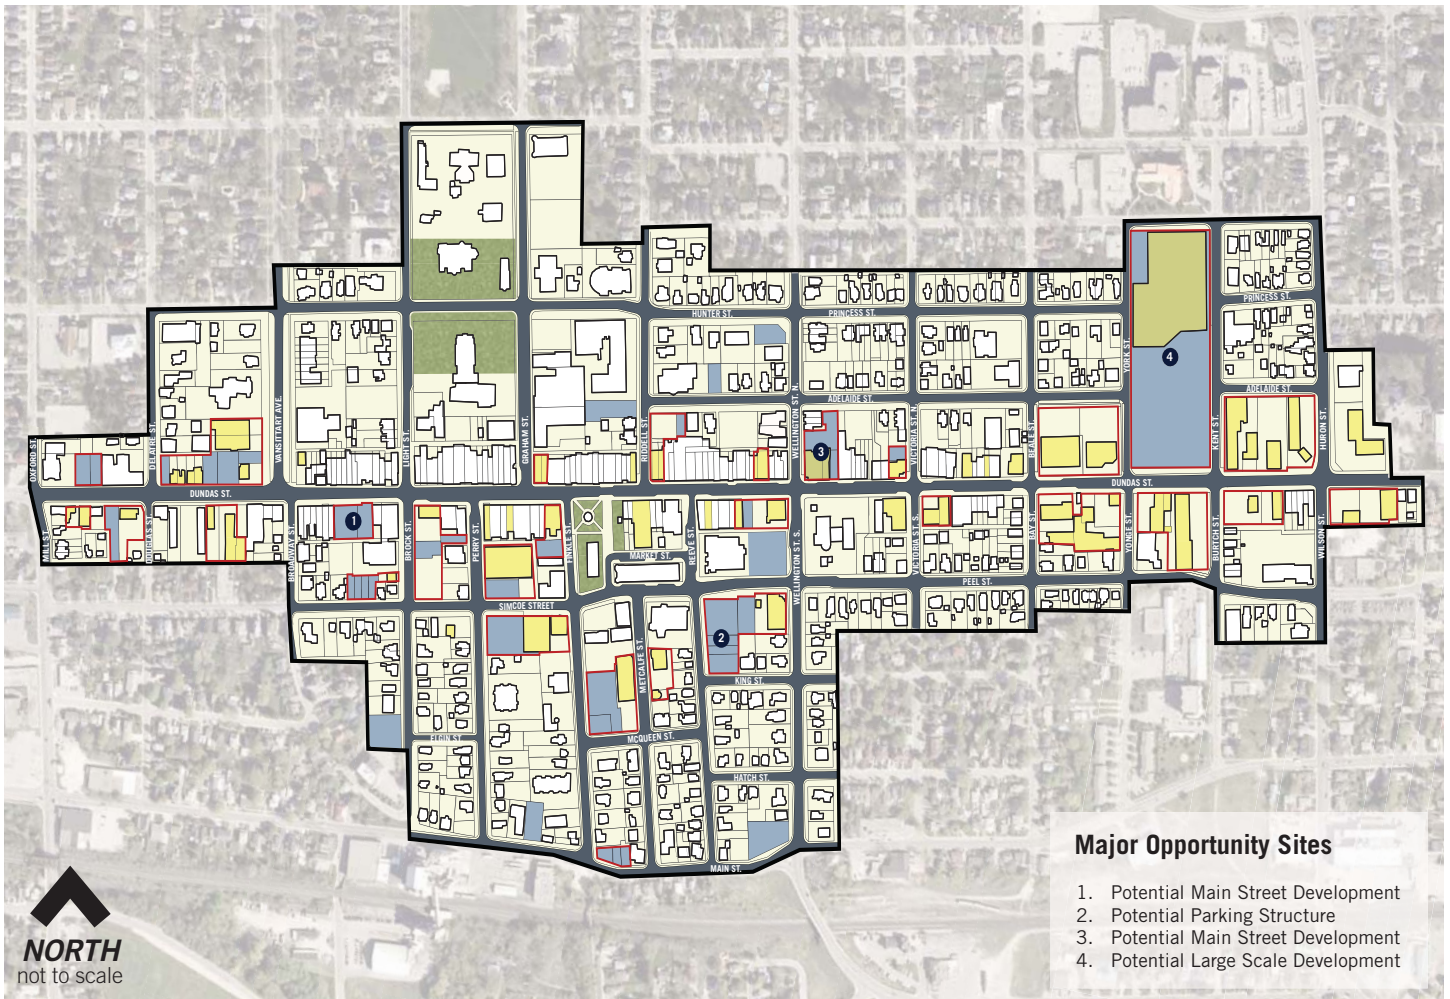 HUNTER ST.
PRINCESS ST.
PRINCESS ST.
ADELAIDE ST.
ADELAIDE ST.
OXFORD ST.
DELATRE ST.
VANSITTART AVE.
LIGHT ST.
GRAHAM ST.
RIDDELL ST.
WELLINGTON ST. N.
VICTORIA ST. N.
BEALE ST.
YORK ST.
KENT ST.
HURON ST.
4
3
DUNDAS ST.
DUNDAS ST.
1
MILL ST.
DOUGLAS ST.
BROADWAY ST.
BROCK ST.
PERRY ST.
FINKLE ST.
REEVE ST.
WELLINGTON ST. S.
VICTORIA ST. S.
BAY ST.
YONGE ST.
BURTCH ST.
WILSON ST.
MARKET ST.
PEEL ST.
SIMCOE STREET
2
METCALFE ST.
KING ST.
ELGIN ST.
MCQUEEN ST.
HATCH ST.
MAIN ST.
NORTH
not to scale
Major Opportunity Sites
1. Potential Main Street Development
2. Potential Parking Structure
3. Potential Main Street Development
4. Potential Large Scale Development